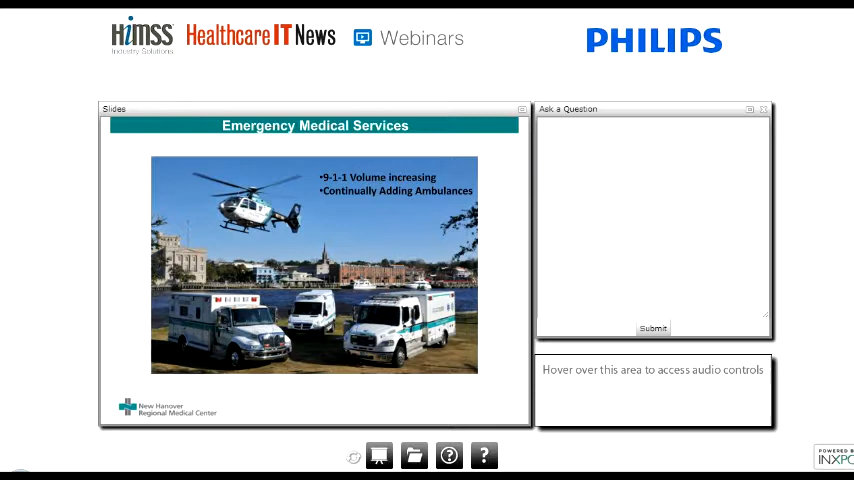 HiMSS
Industry Solutions
Healthcare IT News
Webinars
PHILIPS
Slides
Emergency Medical Services
•9-1-1 Volume increasing
•Continually Adding Ambulances
New Hanover
Regional Medical Center
Ask a Question
Submit
Hover over this area to access audio controls
?
?
POWERED B
INXPO